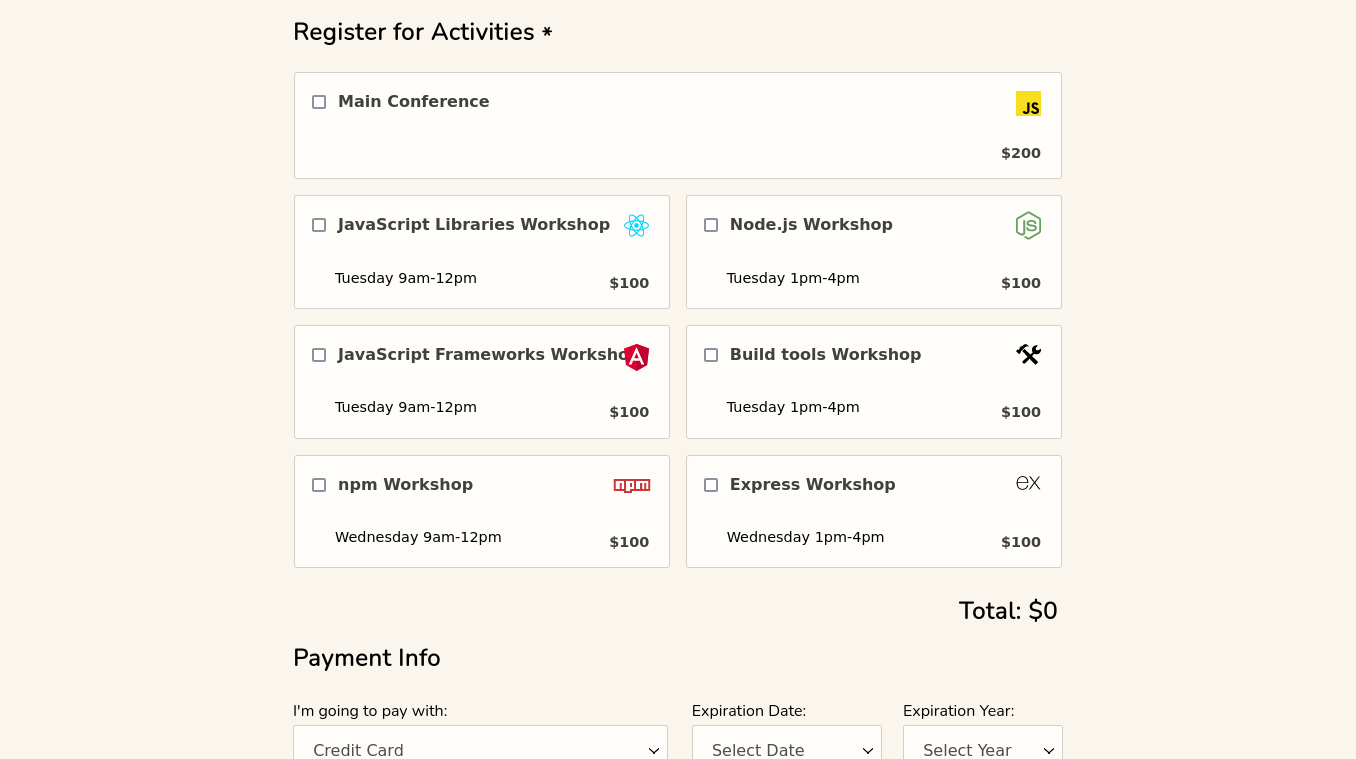 Register for Activities *
Main Conference
JS
$200
JavaScript Libraries Workshop
Tuesday 9am-12pm
$100
Node.js Workshop
JS
Tuesday 1pm-4pm
$100
JavaScript Frameworks Worksho
A
Tuesday 9am-12pm
$100
Build tools Workshop
Tuesday 1pm-4pm
$100
npm Workshop
npm
Wednesday 9am-12pm
$100
Express Workshop
ex
Wednesday 1pm-4pm
$100
Total: $0
Payment Info
I'm going to pay with:
Expiration Date:
Expiration Year:
Credit Card
Select Date
Select Year